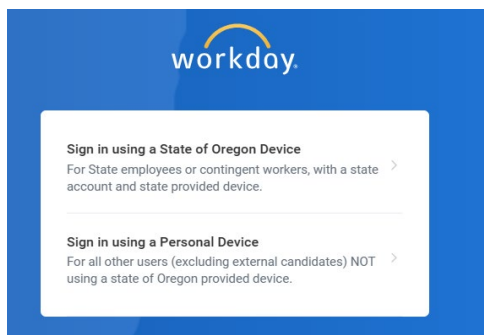 workday.
Sign in using a State of Oregon Device
For State employees or contingent workers, with a state
account and state provided device.
Sign in using a Personal Device
For all other users (excluding external candidates) NOT
using a state of Oregon provided device.